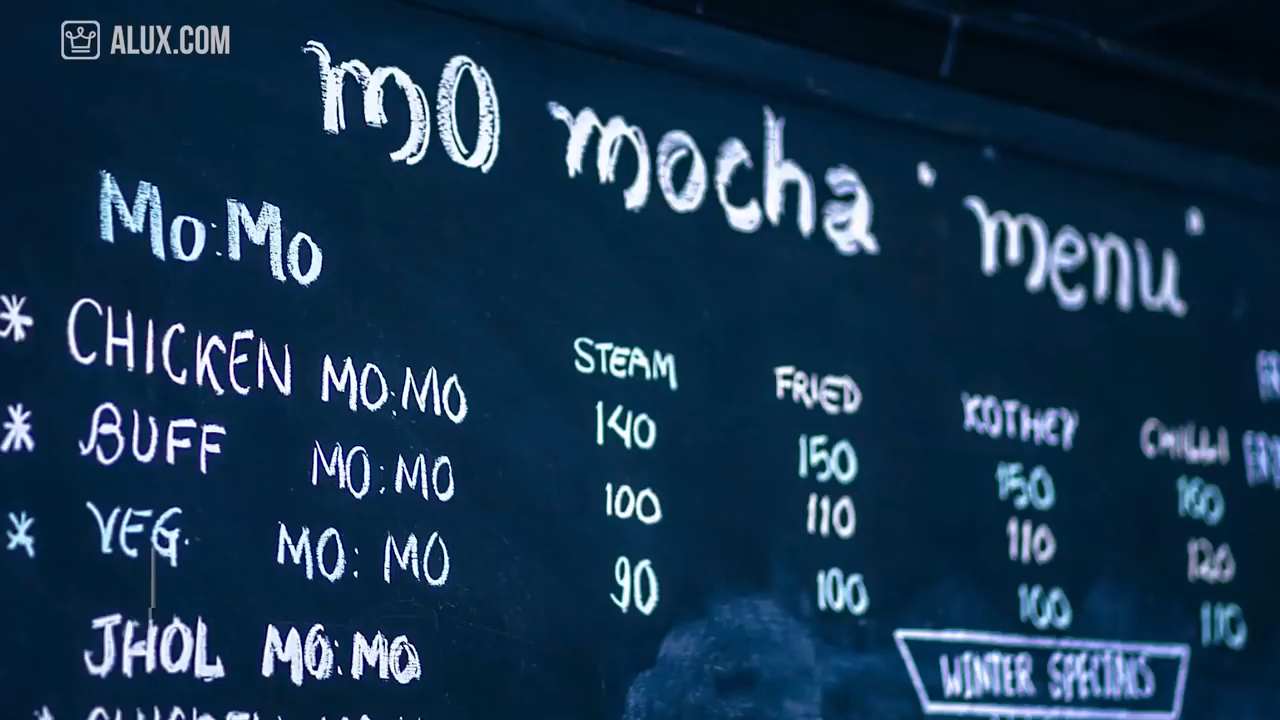 ALUX.COM
mo mocha "menu"
Mo:Mo
STEAM FRIED KOTHEY CHILLI
* CHICKEN MO:MO 140 150 150 160
* BUFF MO:MO 100 110 110 120
* VEG. MO:MO 90 100 100 110
JHOL MO:MO
WINTER SPECIALS